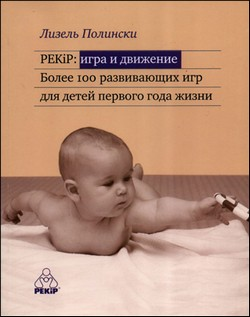 Лизель Полински
PEKiP: игра и движение
Более 100 развивающих игр
для детей первого года жизни
PEKiP